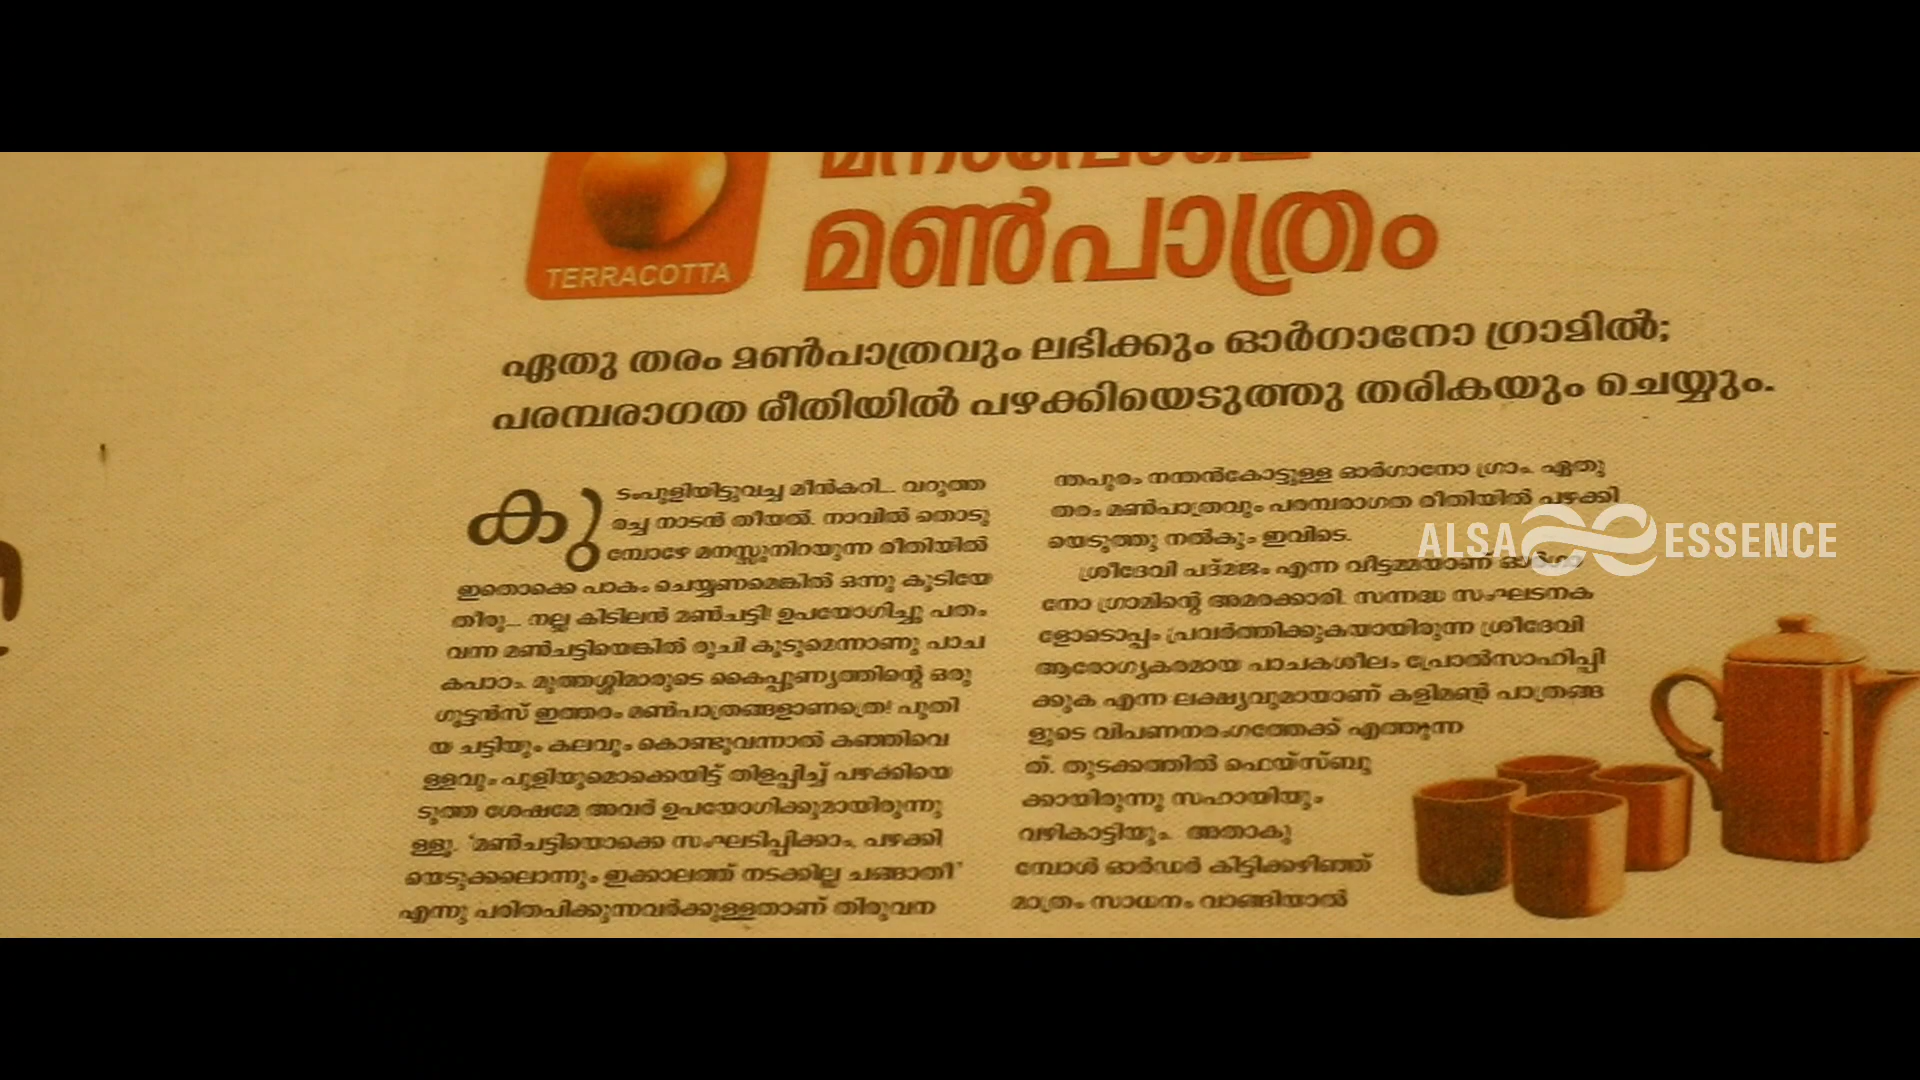 TERRACOTTA
മൺപാത്രം
ഏതു തരം മൺപാത്രവും ലഭിക്കും ഓർഗാനോ ഗ്രാമിൽ;
പരമ്പരാഗത രീതിയിൽ പഴക്കിയെടുത്തു തരികയും ചെയ്യും.
കു
ടംപുളിയിട്ടുവച്ച മീൻകറി... വറുത്ത
രച്ച നാടൻ തീയൽ. നാവിൽ തൊടു
മ്പോഴേ മനസ്സുനിറയുന്ന രീതിയിൽ
ഇതൊക്കെ പാകം ചെയ്യണമെങ്കിൽ ഒന്നു കൂടിയേ
തീരൂ... നല്ല കിടിലൻ മൺചട്ടി! ഉപയോഗിച്ചു പതം
വന്ന മൺചട്ടിയെങ്കിൽ രുചി കൂടുമെന്നാണു പാച
കപാഠം. മുത്തശ്ശിമാരുടെ കൈപ്പുണ്യത്തിന്റെ ഒരു
ഗുട്ടൻസ് ഇത്തരം മൺപാത്രങ്ങളാണത്രെ! പുതി
യ ചട്ടിയും കലവും കൊണ്ടുവന്നാൽ കഞ്ഞിവെ
ള്ളവും പുളിയുമൊക്കെയിട്ട് തിളപ്പിച്ച് പഴക്കിയെ
ടുത്ത ശേഷമേ അവർ ഉപയോഗിക്കുമായിരുന്നു
ള്ളൂ. ‘മൺചട്ടിയൊക്കെ സംഘടിപ്പിക്കാം, പഴക്കി
യെടുക്കലൊന്നും ഇക്കാലത്ത് നടക്കില്ല ചങ്ങാതീ’
എന്നു പരിതപിക്കുന്നവർക്കുള്ളതാണ് തിരുവന
ന്തപുരം നന്തൻകോട്ടുള്ള ഓർഗാനോ ഗ്രാം. ഏതു
തരം മൺപാത്രവും പരമ്പരാഗത രീതിയിൽ പഴക്കി
യെടുത്തു നൽകും ഇവിടെ.
ശ്രീദേവി പദ്മജം എന്ന വീട്ടമ്മയാണ് ഓർഗാ
നോ ഗ്രാമിന്റെ അമരക്കാരി. സന്നദ്ധ സംഘടനക
ളോടൊപ്പം പ്രവർത്തിക്കുകയായിരുന്ന ശ്രീദേവി
ആരോഗ്യകരമായ പാചകശീലം പ്രോൽസാഹിപ്പി
ക്കുക എന്ന ലക്ഷ്യവുമായാണ് കളിമൺ പാത്രങ്ങ
ളുടെ വിപണനരംഗത്തേക്ക് എത്തുന്ന
ത്. തുടക്കത്തിൽ ഫെയ്സ്ബു
ക്കായിരുന്നു സഹായിയും
വഴികാട്ടിയും. അതാകു
മ്പോൾ ഓർഡർ കിട്ടിക്കഴിഞ്ഞ്
മാത്രം സാധനം വാങ്ങിയാൽ
ALSA ESSENCE